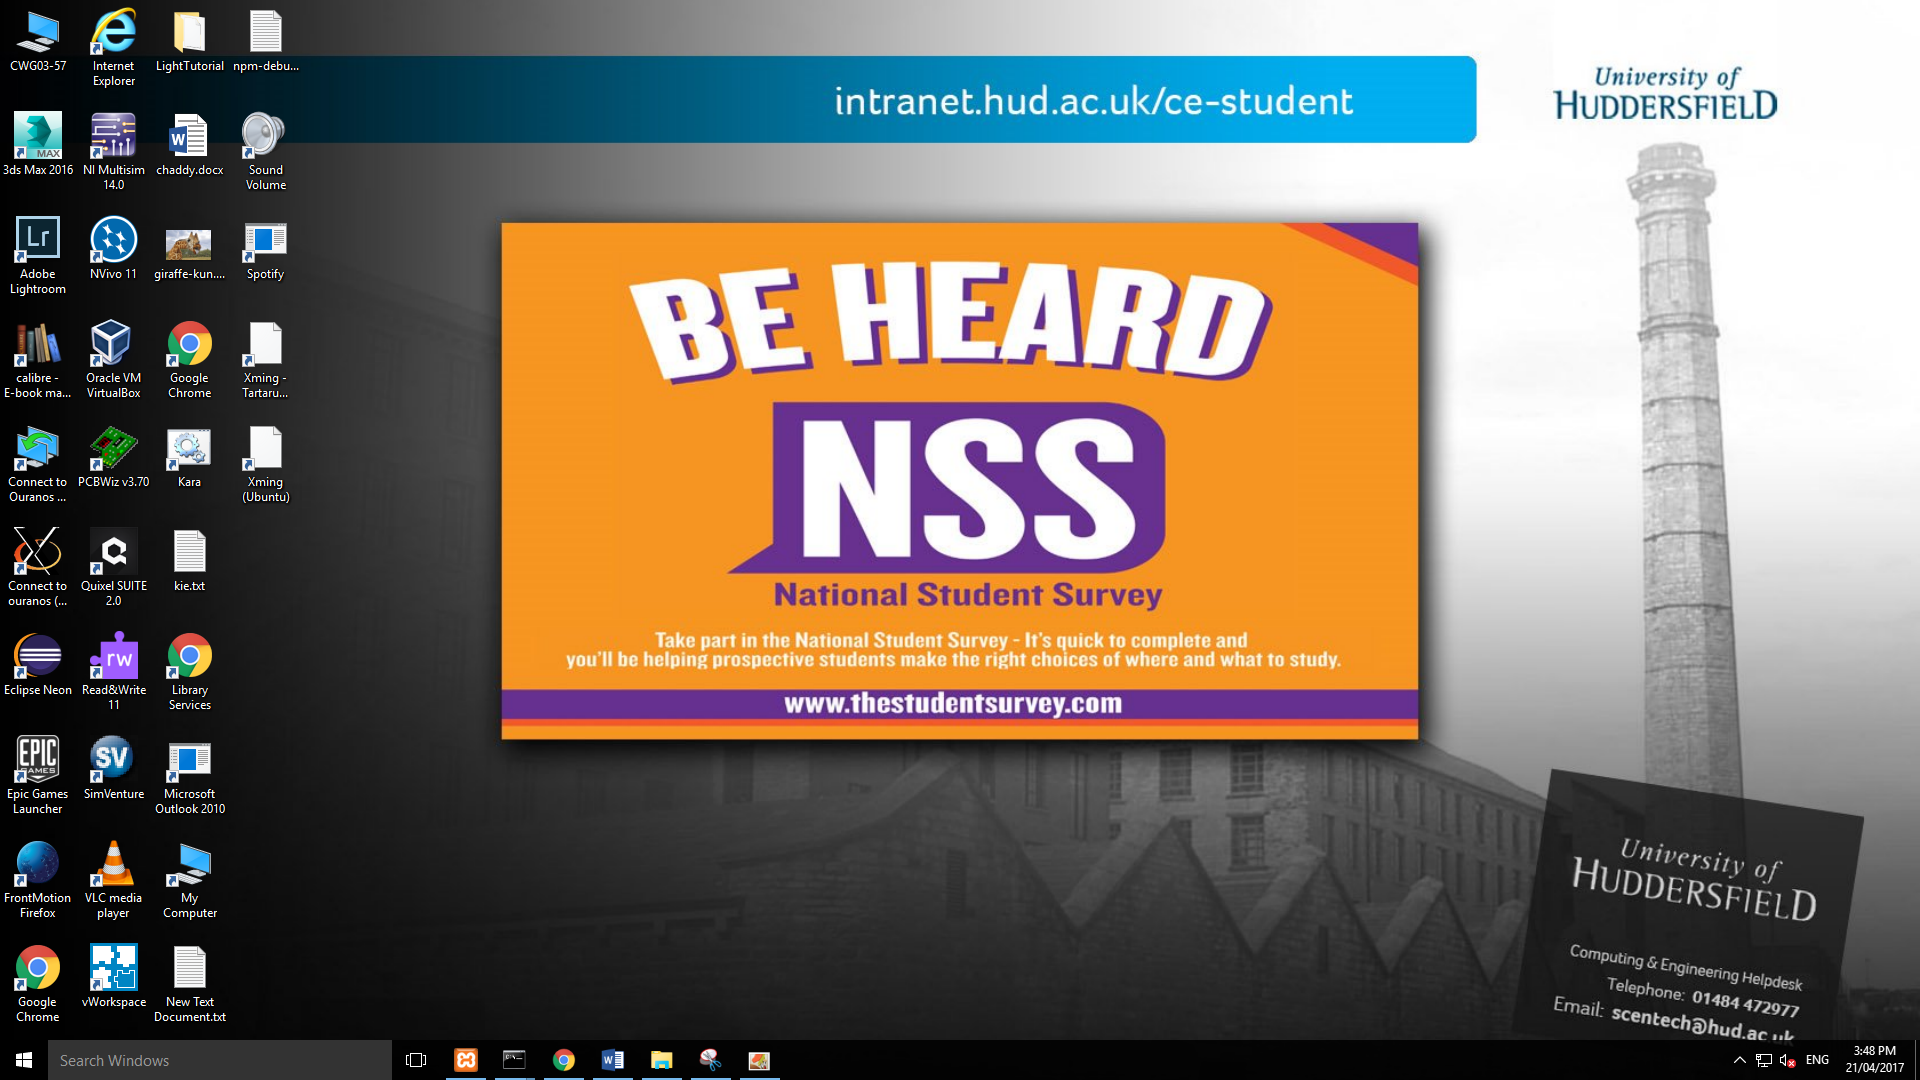 CWG03-57
Internet
Explorer
LightTutorial
npm-debu...
3ds Max 2016
MAX
NI Multisim
14.0
chaddy.docx
Sound
Volume
Lr
Adobe
Lightroom
NVivo 11
giraffe-kun....
Spotify
calibre -
E-book ma...
Oracle VM
VirtualBox
Google
Chrome
Xming -
Tartaru...
Connect to
Ouranos ...
PCBWiz v3.70
Kara
Xming
(Ubuntu)
Connect to
ouranos (...
Quixel SUITE
2.0
kie.txt
Eclipse Neon
rw
Read&Write
11
Library
Services
EPIC
GAMES
Epic Games
Launcher
SV
SimVenture
Microsoft
Outlook 2010
FrontMotion
Firefox
VLC media
player
My
Computer
Google
Chrome
vWorkspace
New Text
Document.txt
intranet.hud.ac.uk/ce-student
University of
HUDDERSFIELD
BE HEARD
NSS
National Student Survey
Take part in the National Student Survey - It's quick to complete and
you'll be helping prospective students make the right choices of where and what to study.
www.thestudentsurvey.com
University of
HUDDERSFIELD
Computing & Engineering Helpdesk
Telephone: 01484 472977
Email: scentech@hud.ac.uk
Search Windows
ENG
3:48 PM
21/04/2017